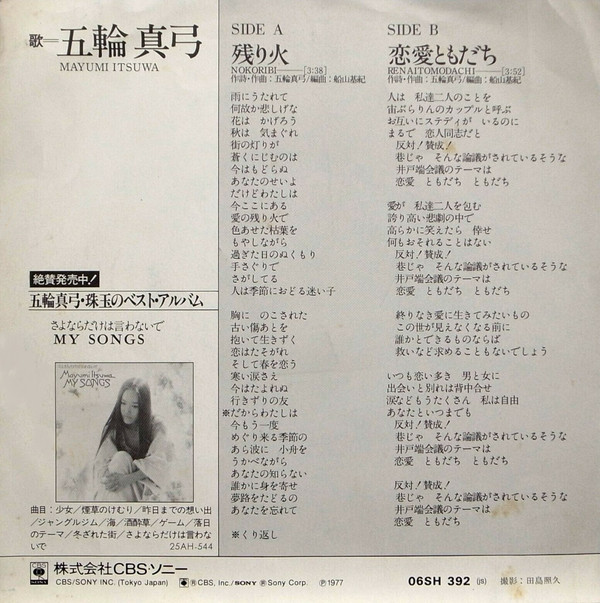 歌━五輪真弓
MAYUMI ITSUWA
SIDE A
残り火
NOKORIBI━━[3:38]
作詩・作曲:五輪真弓/編曲:船山基紀
雨にうたれて
何故か悲しげな
花は かげろう
秋は 気まぐれ
街の灯りが
蒼くにじむのは
今はもどらぬ
あなたのせいよ
だけどわたしは
今ここにある
愛の残り火で
色あせた枯葉を
もやしながら
過ぎた日のぬくもり
手さぐりで
さがしてる
人は季節におどる迷い子
胸に のこされた
古い傷あとを
抱いて生きずく
恋はたそがれ
そして春を恋う
寒い涙さえ
今はたよれぬ
行きずりの友
※だからわたしは
今もう一度
めぐり来る季節の
あら波に 小舟を
うかべながら
あなたの知らない
誰かに身を寄せ
夢路をたどるの
あなたを忘れて
※くり返し
SIDE B
恋愛ともだち
RENAITOMODACHI━━[3:52]
作詩・作曲:五輪真弓/編曲:船山基紀
人は 私達二人のことを
宙ぶらりんのカップルと呼ぶ
お互いにステディが いるのに
まるで 恋人同志だと
反対!賛成!
巷じゃ そんな論議がされているそうな
井戸端会議のテーマは
恋愛 ともだち ともだち
愛が 私達二人を包む
誇り高い悲劇の中で
高らかに笑えたら 倖せ
何もおそれることはない
反対!賛成!
巷じゃ そんな論議がされているそうな
井戸端会議のテーマは
恋愛 ともだち ともだち
終りなき愛に生きてみたいもの
この世が見えなくなる前に
誰かとできるものならば
救いなど求めることもないでしょう
いつも恋い多き 男と女に
出会いと別れは背中合せ
涙などもうたくさん 私は自由
あなたといつまでも
反対!賛成!
巷じゃ そんな論議がされているそうな
井戸端会議のテーマは
恋愛 ともだち ともだち
反対!賛成!
巷じゃ そんな論議がされているそうな
井戸端会議のテーマは
恋愛 ともだち ともだち
絶賛発売中!
五輪真弓・珠玉のベスト・アルバム
さよならだけは言わないで
MY SONGS
Mayumi Itsuwa
MY SONGS
曲目:少女/煙草のけむり/昨日までの想い出
/ジャングルジム/海/酒酔草/ゲーム/落日
のテーマ/冬ざれた街/さよならだけは言わな
いで
25AH-544
CBS
SONY
株式会社CBS・ソニー
CBS/SONY INC. (Tokyo Japan)
Ⓡ CBS, Inc./SONY Ⓡ Sony Corp. Ⓟ1977
06SH 392
撮影:田島照久